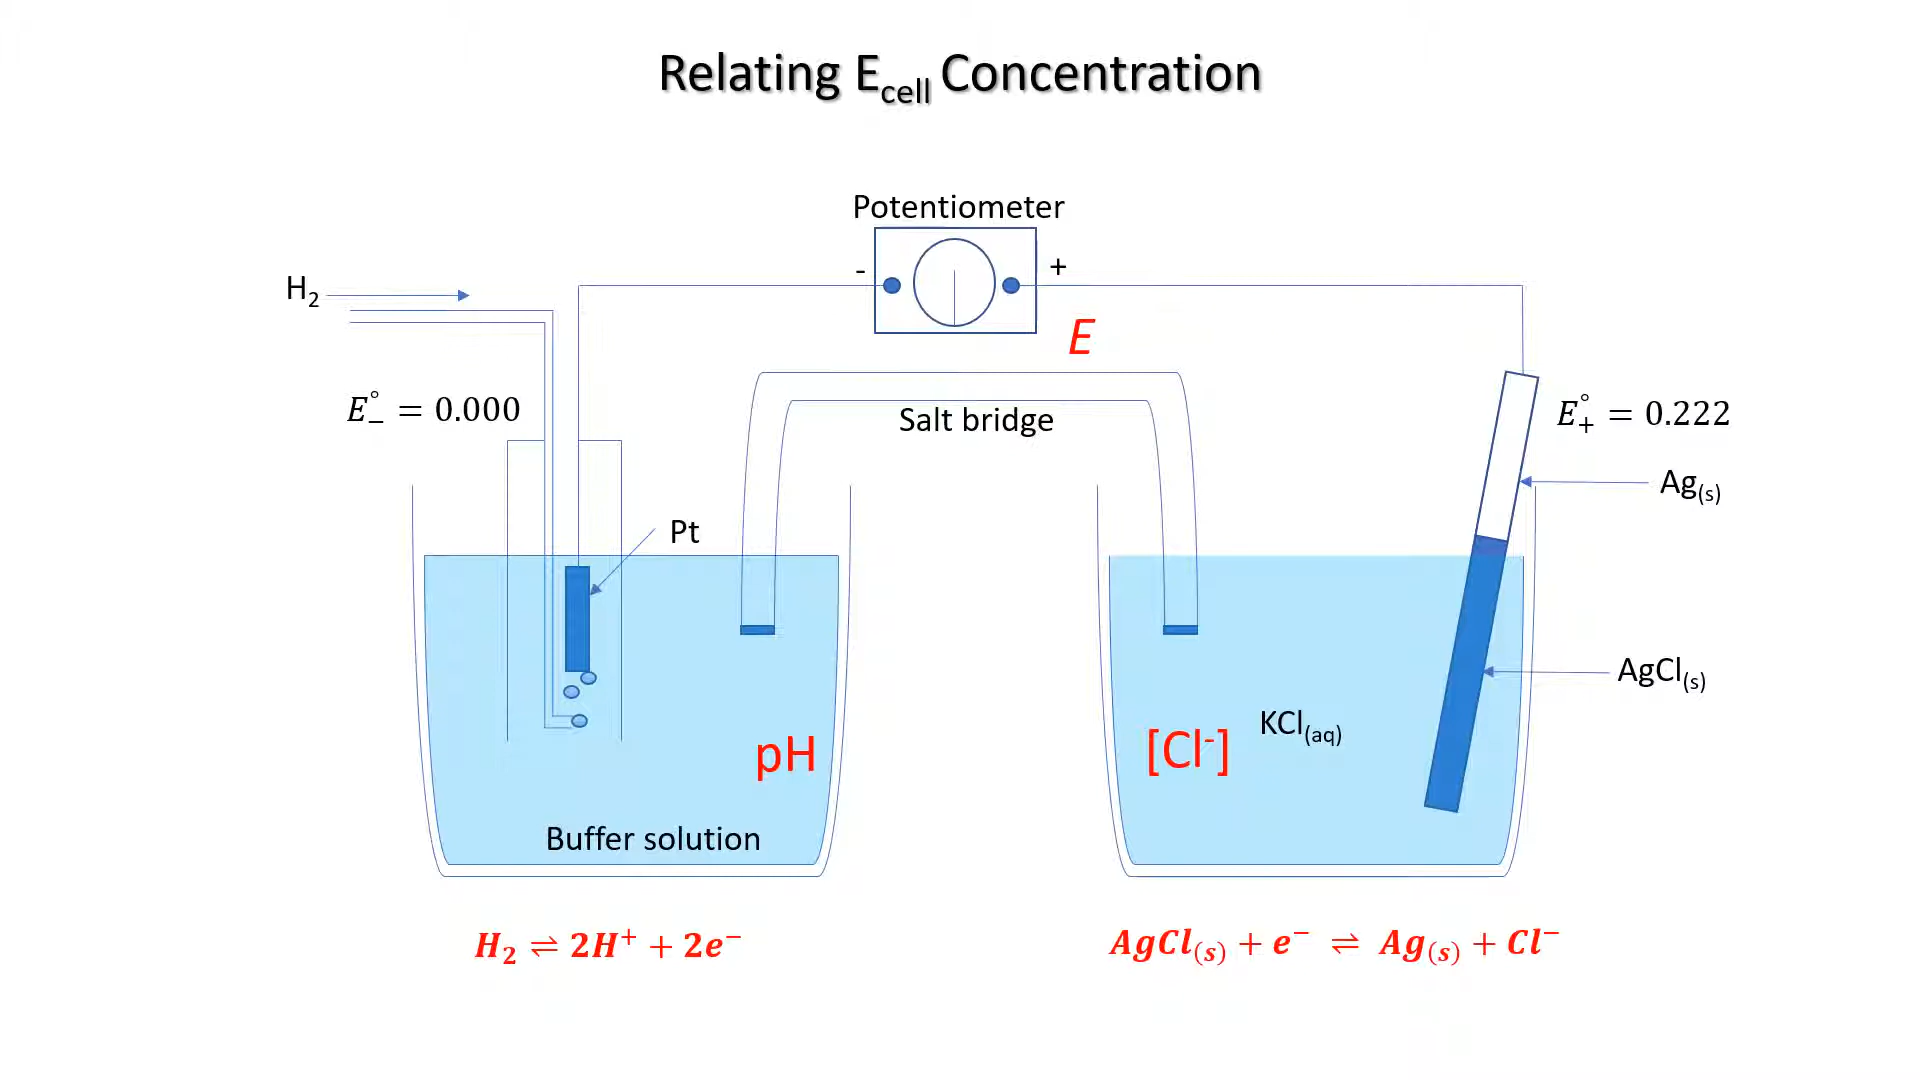 Relating E_cell Concentration
Potentiometer
- +
H₂
E
E°₋ = 0.000
Salt bridge
E°₊ = 0.222
Ag₍s₎
Pt
AgCl₍s₎
KCl₍aq₎
pH
[Cl⁻]
Buffer solution
H₂ ⇌ 2H⁺ + 2e⁻
AgCl₍s₎ + e⁻ ⇌ Ag₍s₎ + Cl⁻